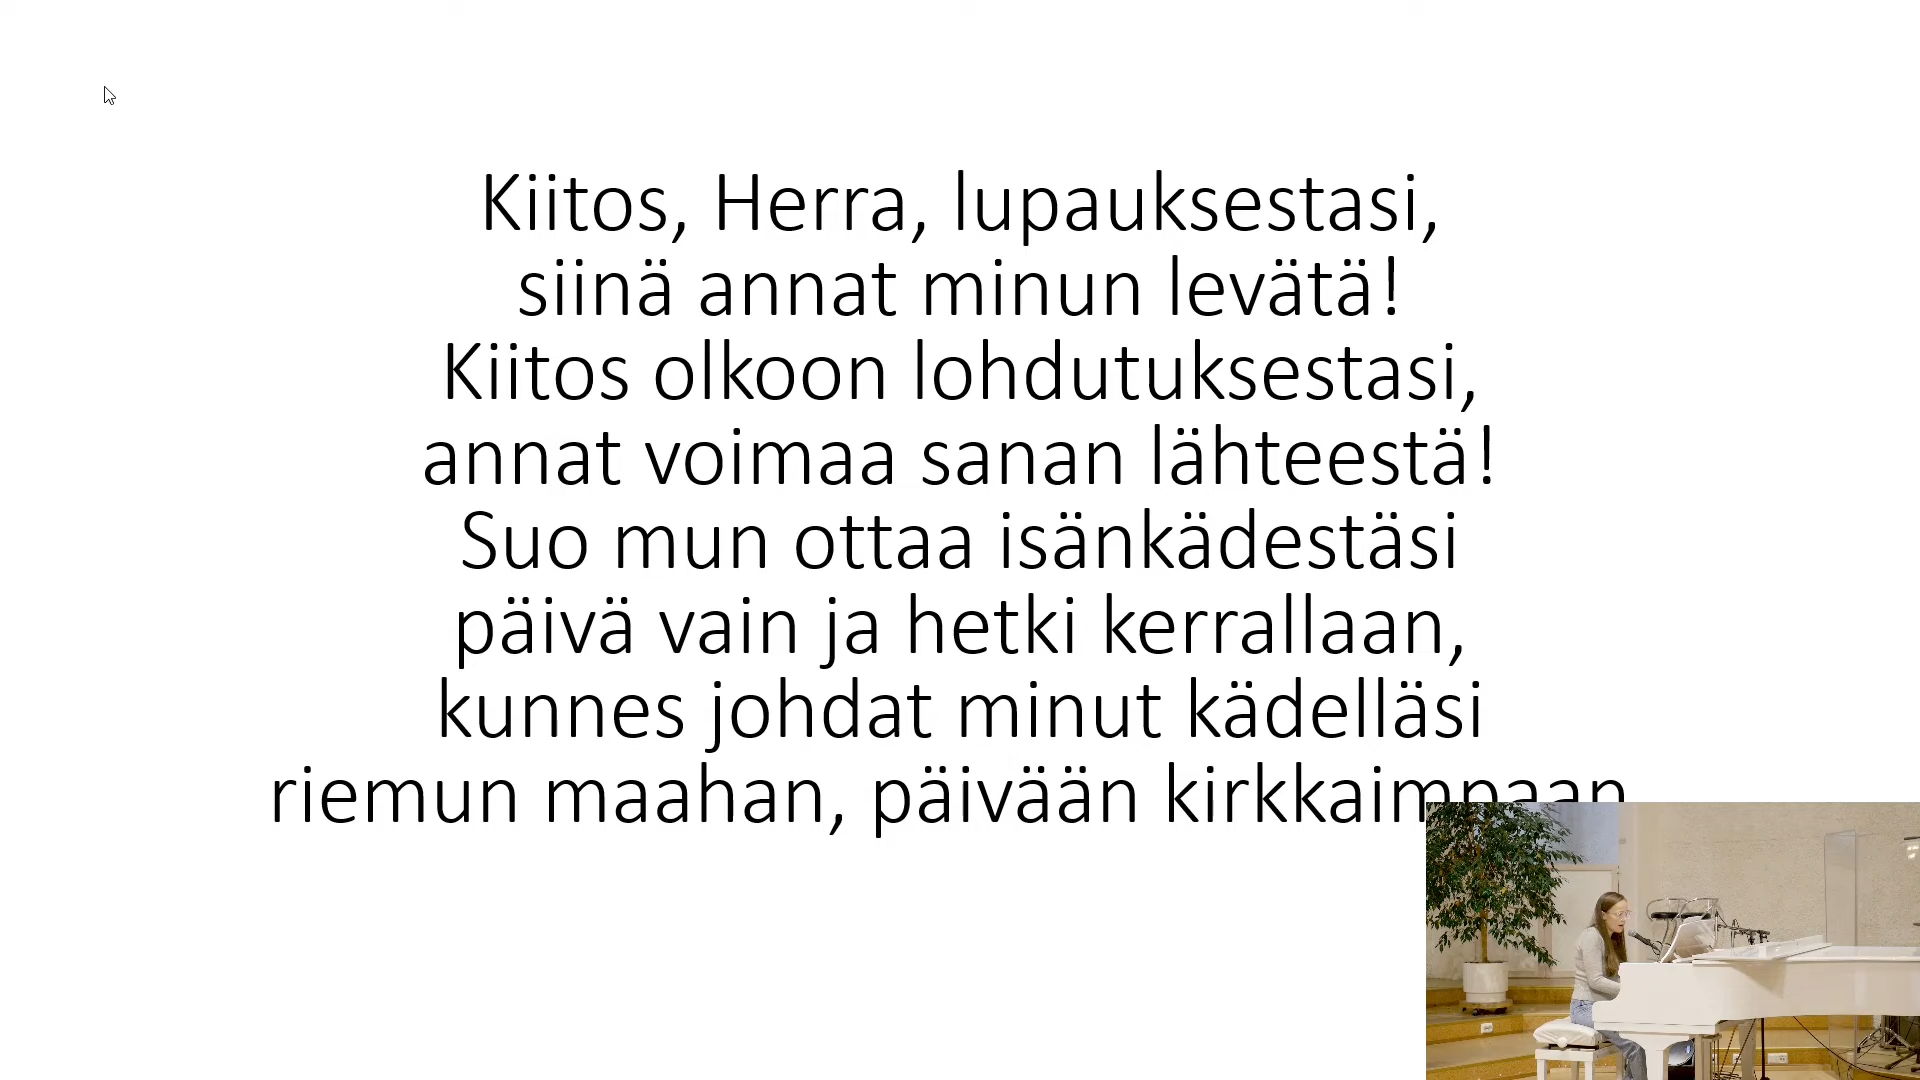 Kiitos, Herra, lupauksestasi,
siinä annat minun levätä!
Kiitos olkoon lohdutuksestasi,
annat voimaa sanan lähteestä!
Suo mun ottaa isänkädestäsi
päivä vain ja hetki kerrallaan,
kunnes johdat minut kädelläsi
riemun maahan, päivään kirkkaimpaan